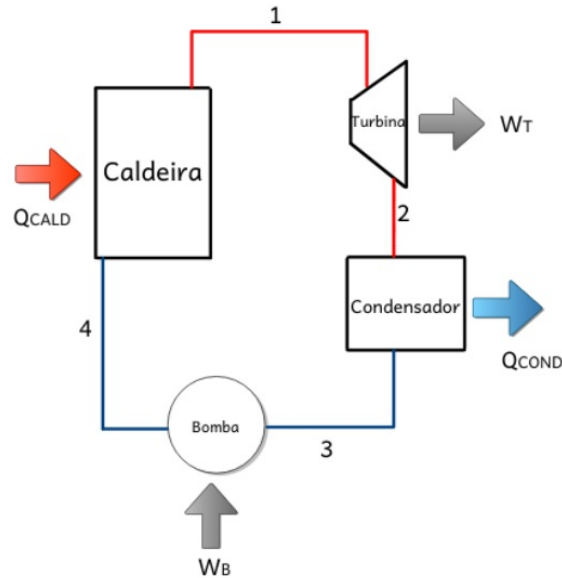 1
Turbina
WT
Caldeira
QCALD
2
Condensador
QCOND
4
Bomba
3
WB